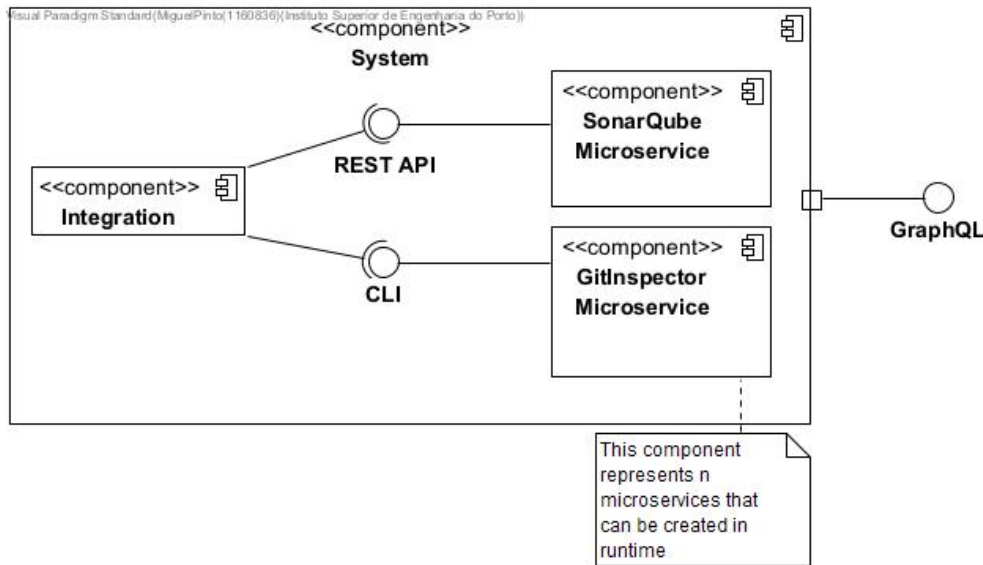 Visual Paradigm Standard(MiguelPinto(1160836)(Instituto Superior de Engenharia do Porto))
<<component>>
System
<<component>>
SonarQube
Microservice
REST API
<<component>>
Integration
GraphQL
<<component>>
GitInspector
Microservice
CLI
This component
represents n
microservices that
can be created in
runtime